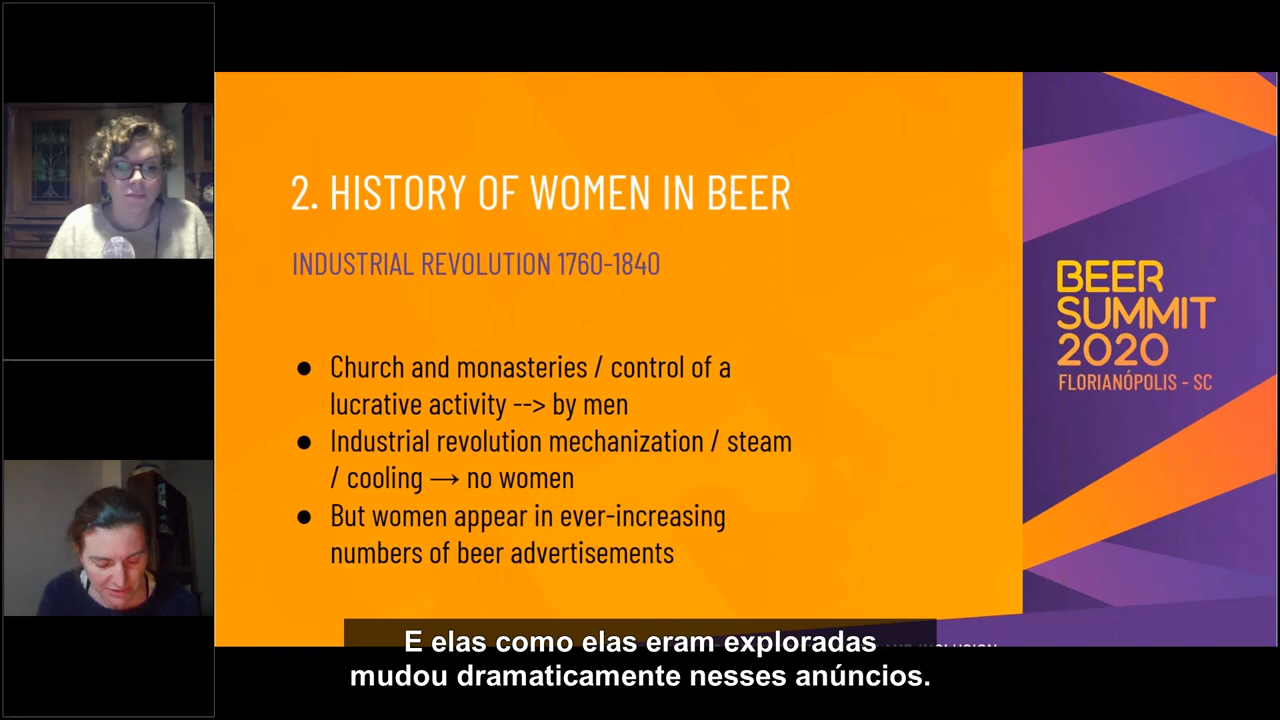 2. HISTORY OF WOMEN IN BEER
INDUSTRIAL REVOLUTION 1760-1840
● Church and monasteries / control of a
lucrative activity --> by men
● Industrial revolution mechanization / steam
/ cooling → no women
● But women appear in ever-increasing
numbers of beer advertisements
BEER
SUMMIT
2020
FLORIANÓPOLIS - SC
E elas como elas eram exploradas
mudou dramaticamente nesses anúncios.